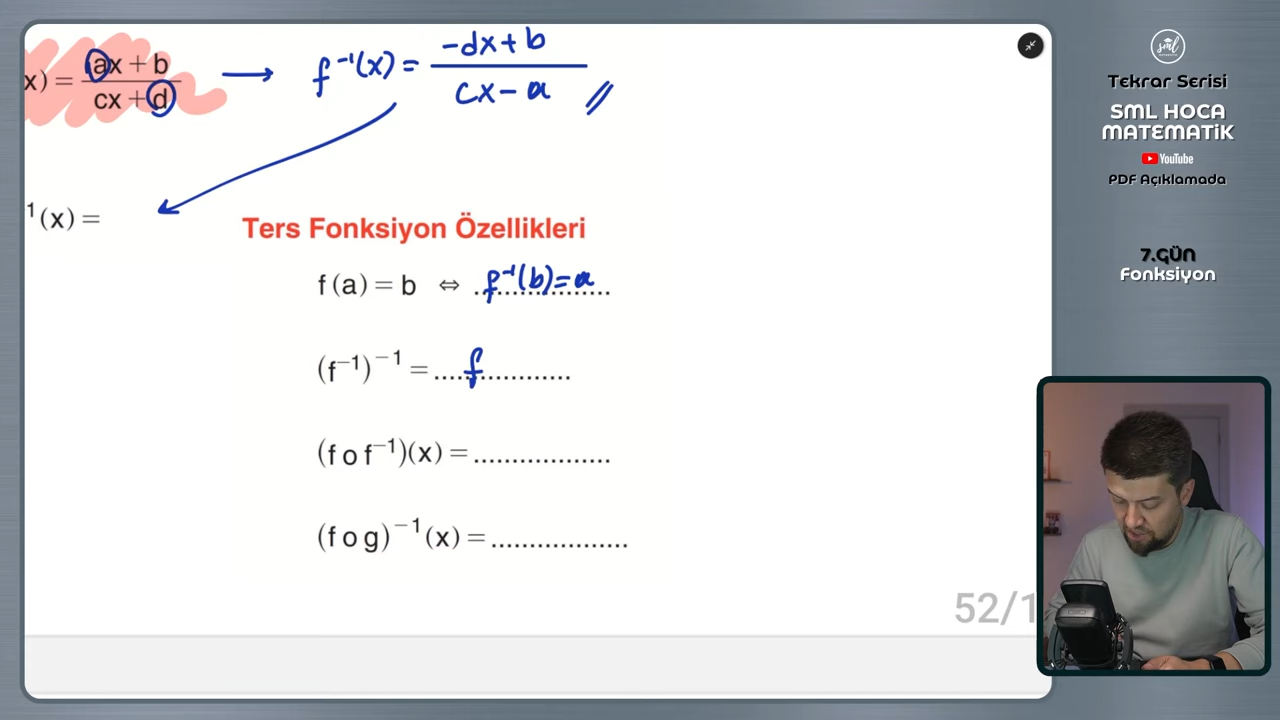 x) = ax + b / cx + d → f⁻¹(x) = -dx + b / cx - a //
¹(x) =
Ters Fonksiyon Özellikleri
f(a) = b ⇔ f⁻¹(b) = a
(f⁻¹)⁻¹ = ....f..............
(f o f⁻¹)(x) = ..................
(f o g)⁻¹(x) = ..................
52/1
sml
Tekrar Serisi
SML HOCA
MATEMATİK
YouTube
PDF Açıklamada
7.GÜN
Fonksiyon